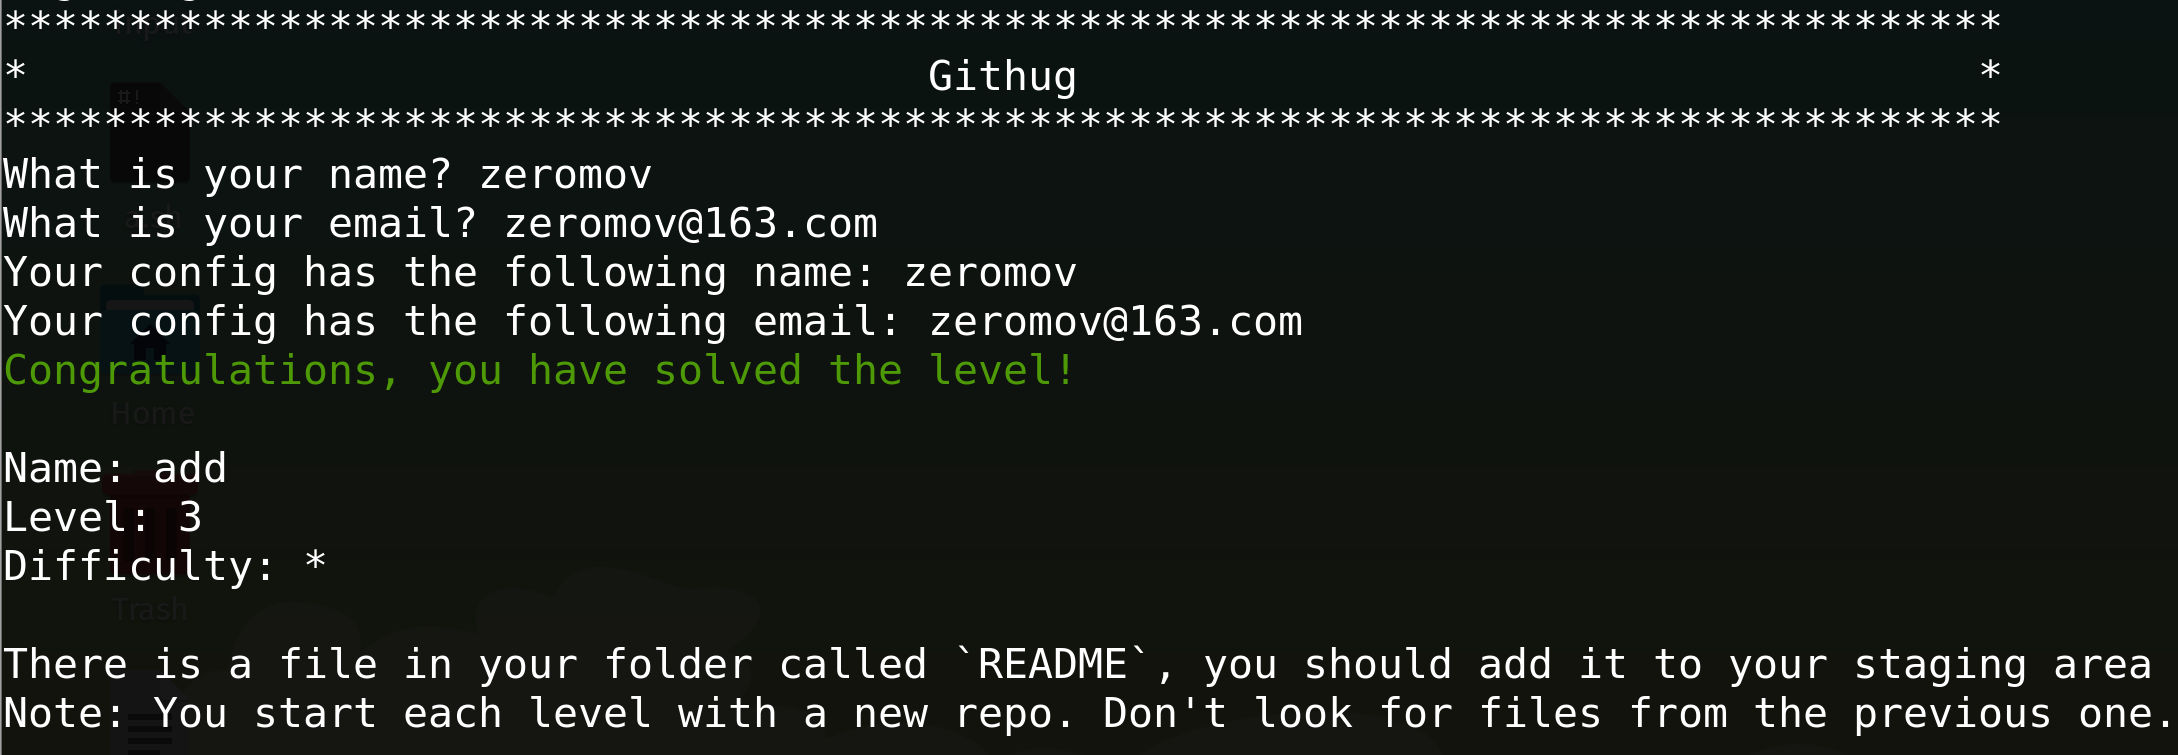 ********************************************************************************
*                                    Githug                                    *
********************************************************************************
What is your name? zeromov
What is your email? zeromov@163.com
Your config has the following name: zeromov
Your config has the following email: zeromov@163.com
Congratulations, you have solved the level!
Home
Name: add
Level: 3
Difficulty: *
Trash
There is a file in your folder called `README`, you should add it to your staging area
Note: You start each level with a new repo. Don't look for files from the previous one.